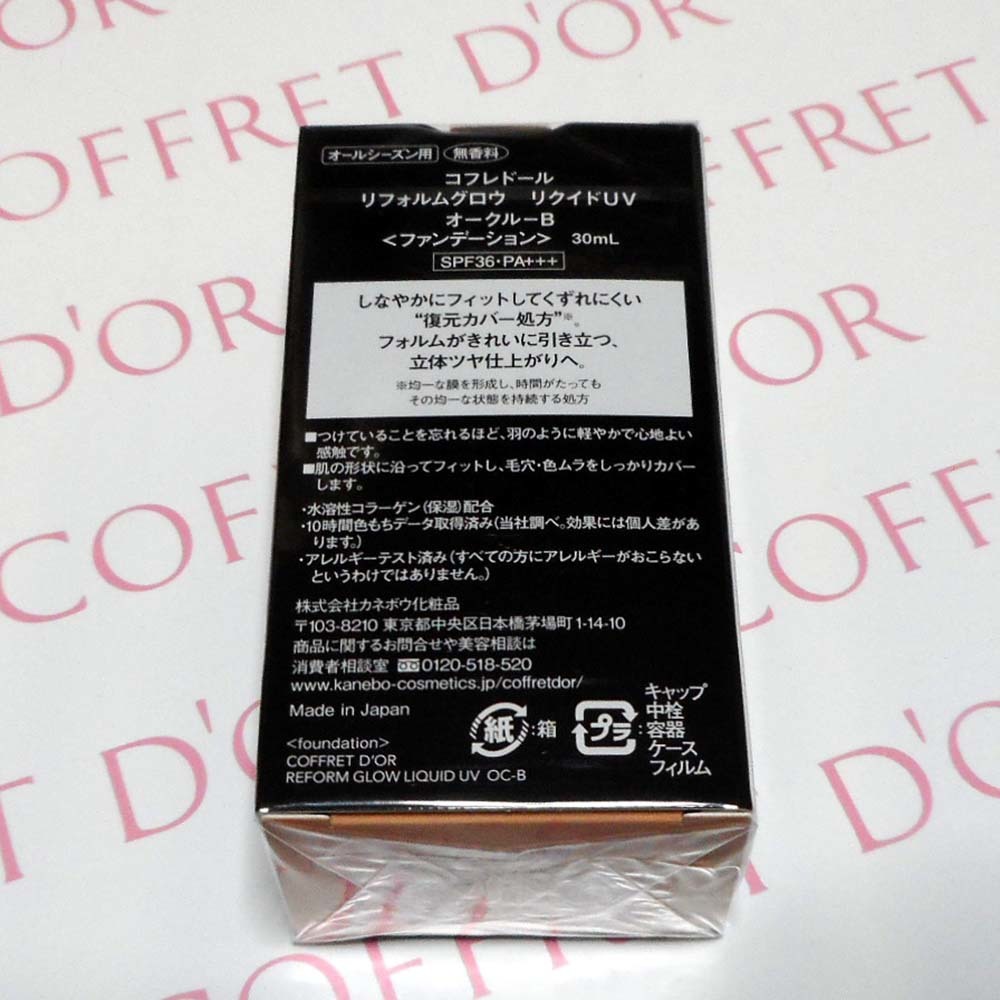 COFFRET D'OR
COFFRET D'OR
オールシーズン用 無香料
コフレドール
リフォルムグロウ リクイドUV
オークル－B
<ファンデーション> 30mL
SPF36・PA+++
しなやかにフィットしてくずれにくい
“復元カバー処方”※。
フォルムがきれいに引き立つ、
立体ツヤ仕上がりへ。
※均一な膜を形成し、時間がたっても
その均一な状態を持続する処方
■つけていることを忘れるほど、羽のように軽やかで心地よい
感触です。
■肌の形状に沿ってフィットし、毛穴・色ムラをしっかりカバー
します。
・水溶性コラーゲン(保湿)配合
・10時間色もちデータ取得済み(当社調べ。効果には個人差があ
ります。)
・アレルギーテスト済み(すべての方にアレルギーがおこらない
というわけではありません。)
株式会社カネボウ化粧品
〒103-8210 東京都中央区日本橋茅場町1-14-10
商品に関するお問合せや美容相談は
消費者相談室 0120-518-520
www.kanebo-cosmetics.jp/coffretdor/
Made in Japan
紙:箱
プラ:キャップ
中栓
容器
ケース
フィルム
<foundation>
COFFRET D'OR
REFORM GLOW LIQUID UV OC-B